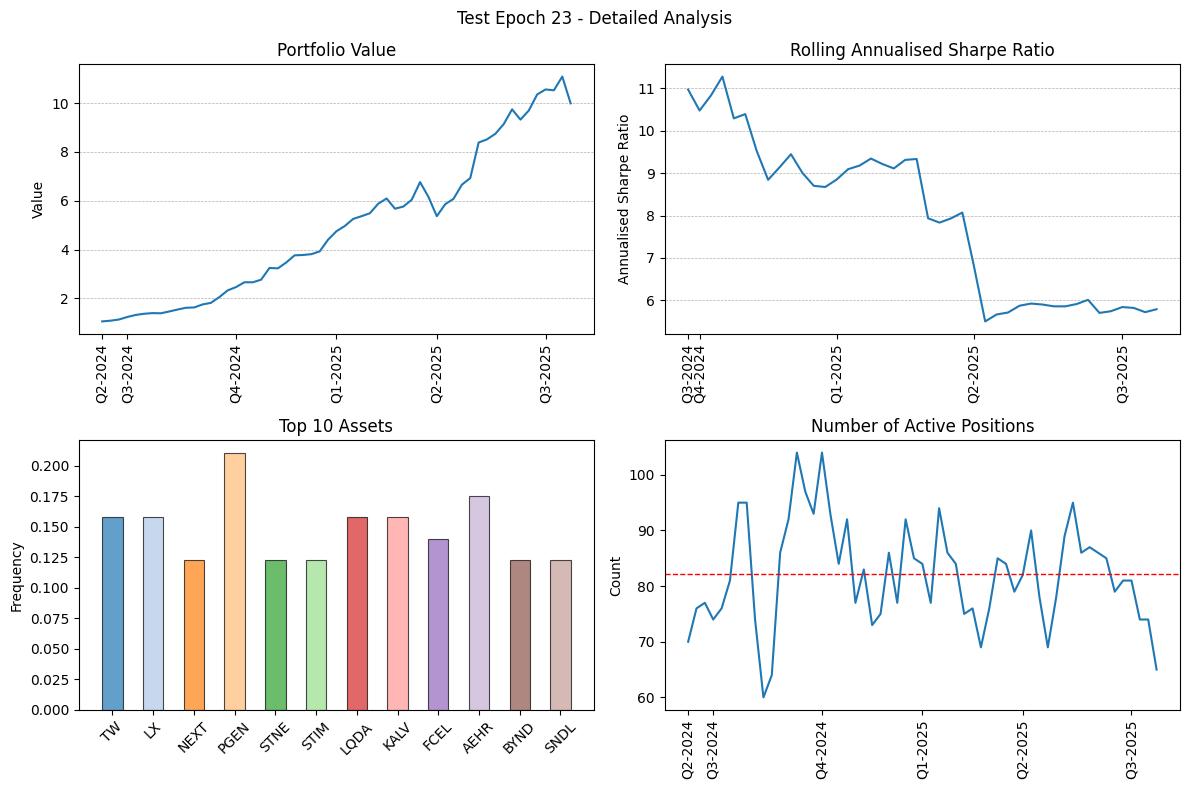 Test Epoch 23 - Detailed Analysis
Portfolio Value
Value
10
8
6
4
2
Q2-2024
Q3-2024
Q4-2024
Q1-2025
Q2-2025
Q3-2025
Rolling Annualised Sharpe Ratio
Annualised Sharpe Ratio
11
10
9
8
7
6
Q3-2024
Q4-2024
Q1-2025
Q2-2025
Q3-2025
Top 10 Assets
Frequency
0.200
0.175
0.150
0.125
0.100
0.075
0.050
0.025
0.000
TW
LX
NEXT
PGEN
STNE
STIM
LQDA
KALV
FCEL
AEHR
BYND
SNDL
Number of Active Positions
Count
100
90
80
70
60
Q2-2024
Q3-2024
Q4-2024
Q1-2025
Q2-2025
Q3-2025